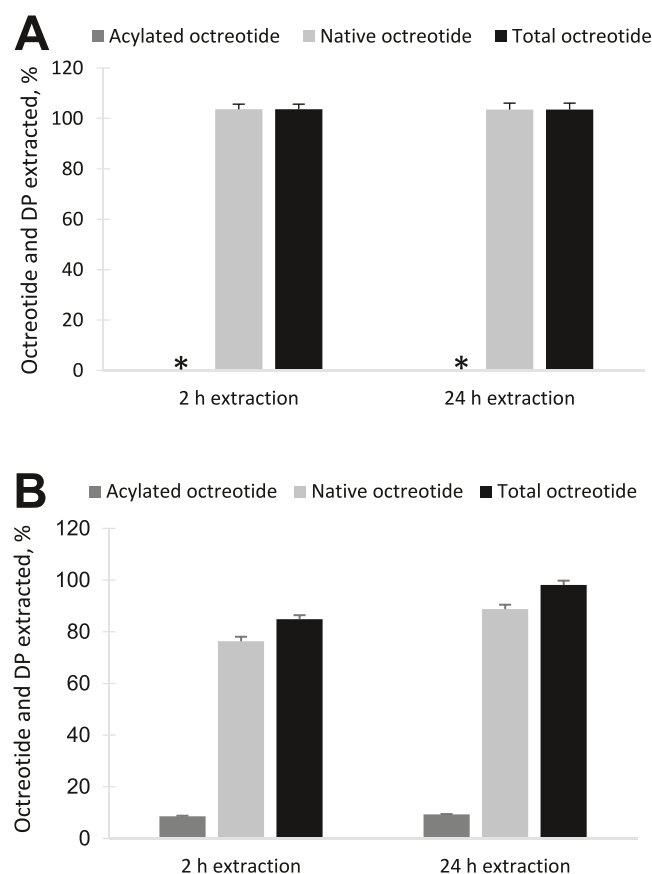 A
Acylated octreotide Native octreotide Total octreotide
Octreotide and DP extracted, %
120
100
80
60
40
20
0
* *
2 h extraction 24 h extraction
B
Acylated octreotide Native octreotide Total octreotide
Octreotide and DP extracted, %
120
100
80
60
40
20
0
2 h extraction 24 h extraction